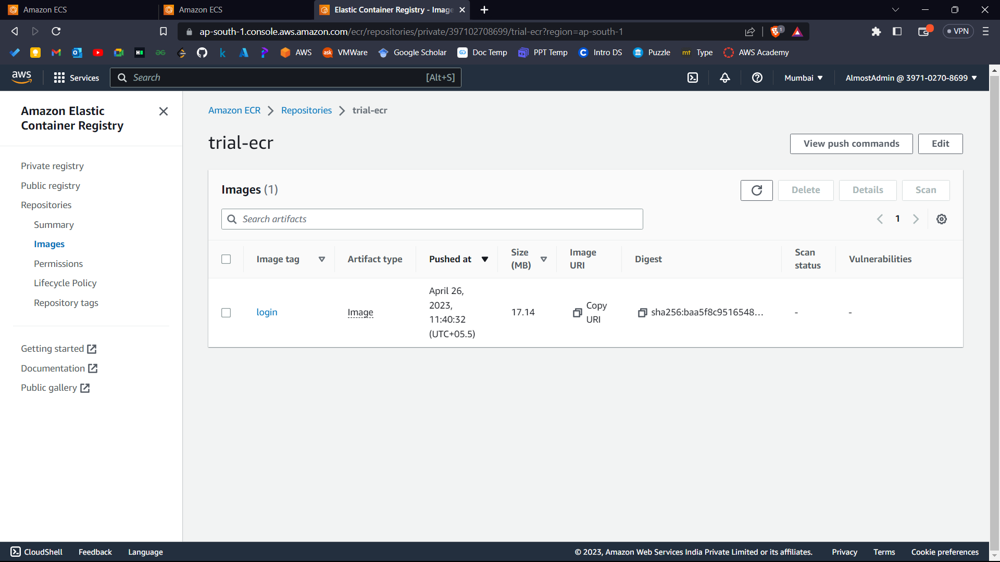 Amazon ECS
Amazon ECS
Elastic Container Registry - Image
ap-south-1.console.aws.amazon.com/ecr/repositories/private/397102708699/trial-ecr?region=ap-south-1
1
VPN
AWS
ask
VMWare
Google Scholar
Doc Temp
PPT Temp
Intro DS
Puzzle
mt
Type
AWS Academy
aws
Services
Search
[Alt+S]
Mumbai
AlmostAdmin @ 3971-0270-8699
Amazon Elastic
Container Registry
Private registry
Public registry
Repositories
Summary
Images
Permissions
Lifecycle Policy
Repository tags
Getting started
Documentation
Public gallery
Amazon ECR
Repositories
trial-ecr
trial-ecr
View push commands
Edit
Images (1)
Delete
Details
Scan
Search artifacts
1
Image tag
Artifact type
Pushed at
Size
(MB)
Image
URI
Digest
Scan
status
Vulnerabilities
login
Image
April 26,
2023,
11:40:32
(UTC+05.5)
17.14
Copy
URI
sha256:baa5f8c9516548...
-
-
CloudShell
Feedback
Language
© 2023, Amazon Web Services India Private Limited or its affiliates.
Privacy
Terms
Cookie preferences